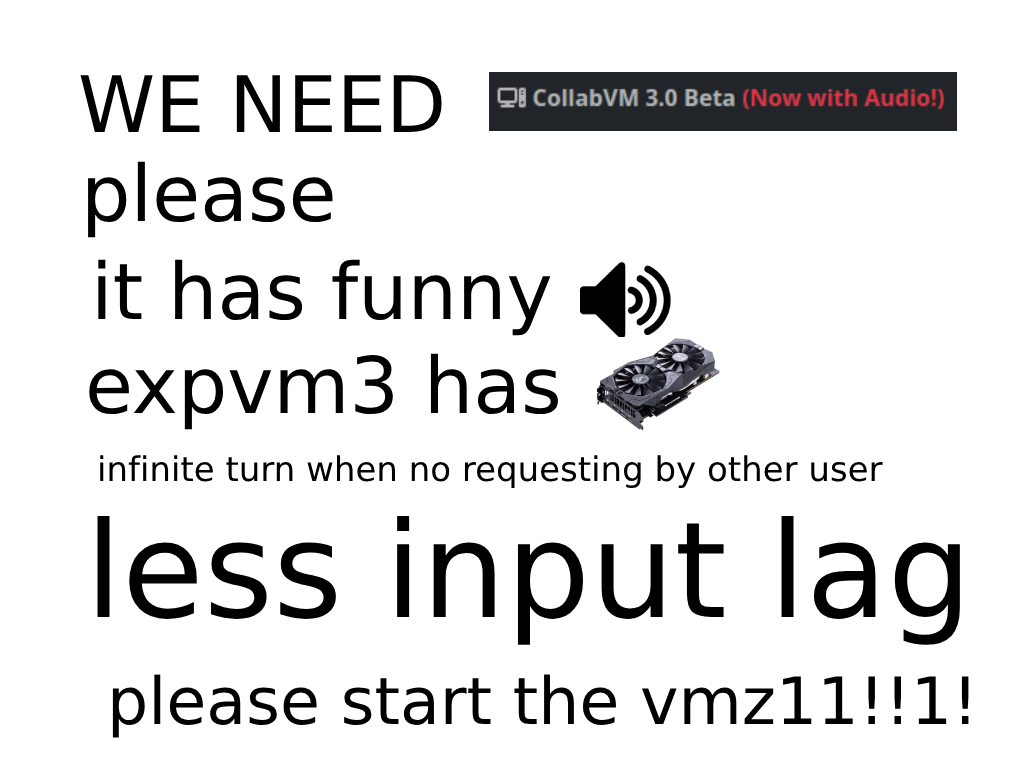 WE NEED CollabVM 3.0 Beta (Now with Audio!)
please
it has funny
expvm3 has
infinite turn when no requesting by other user
less input lag
please start the vmz11!!1!